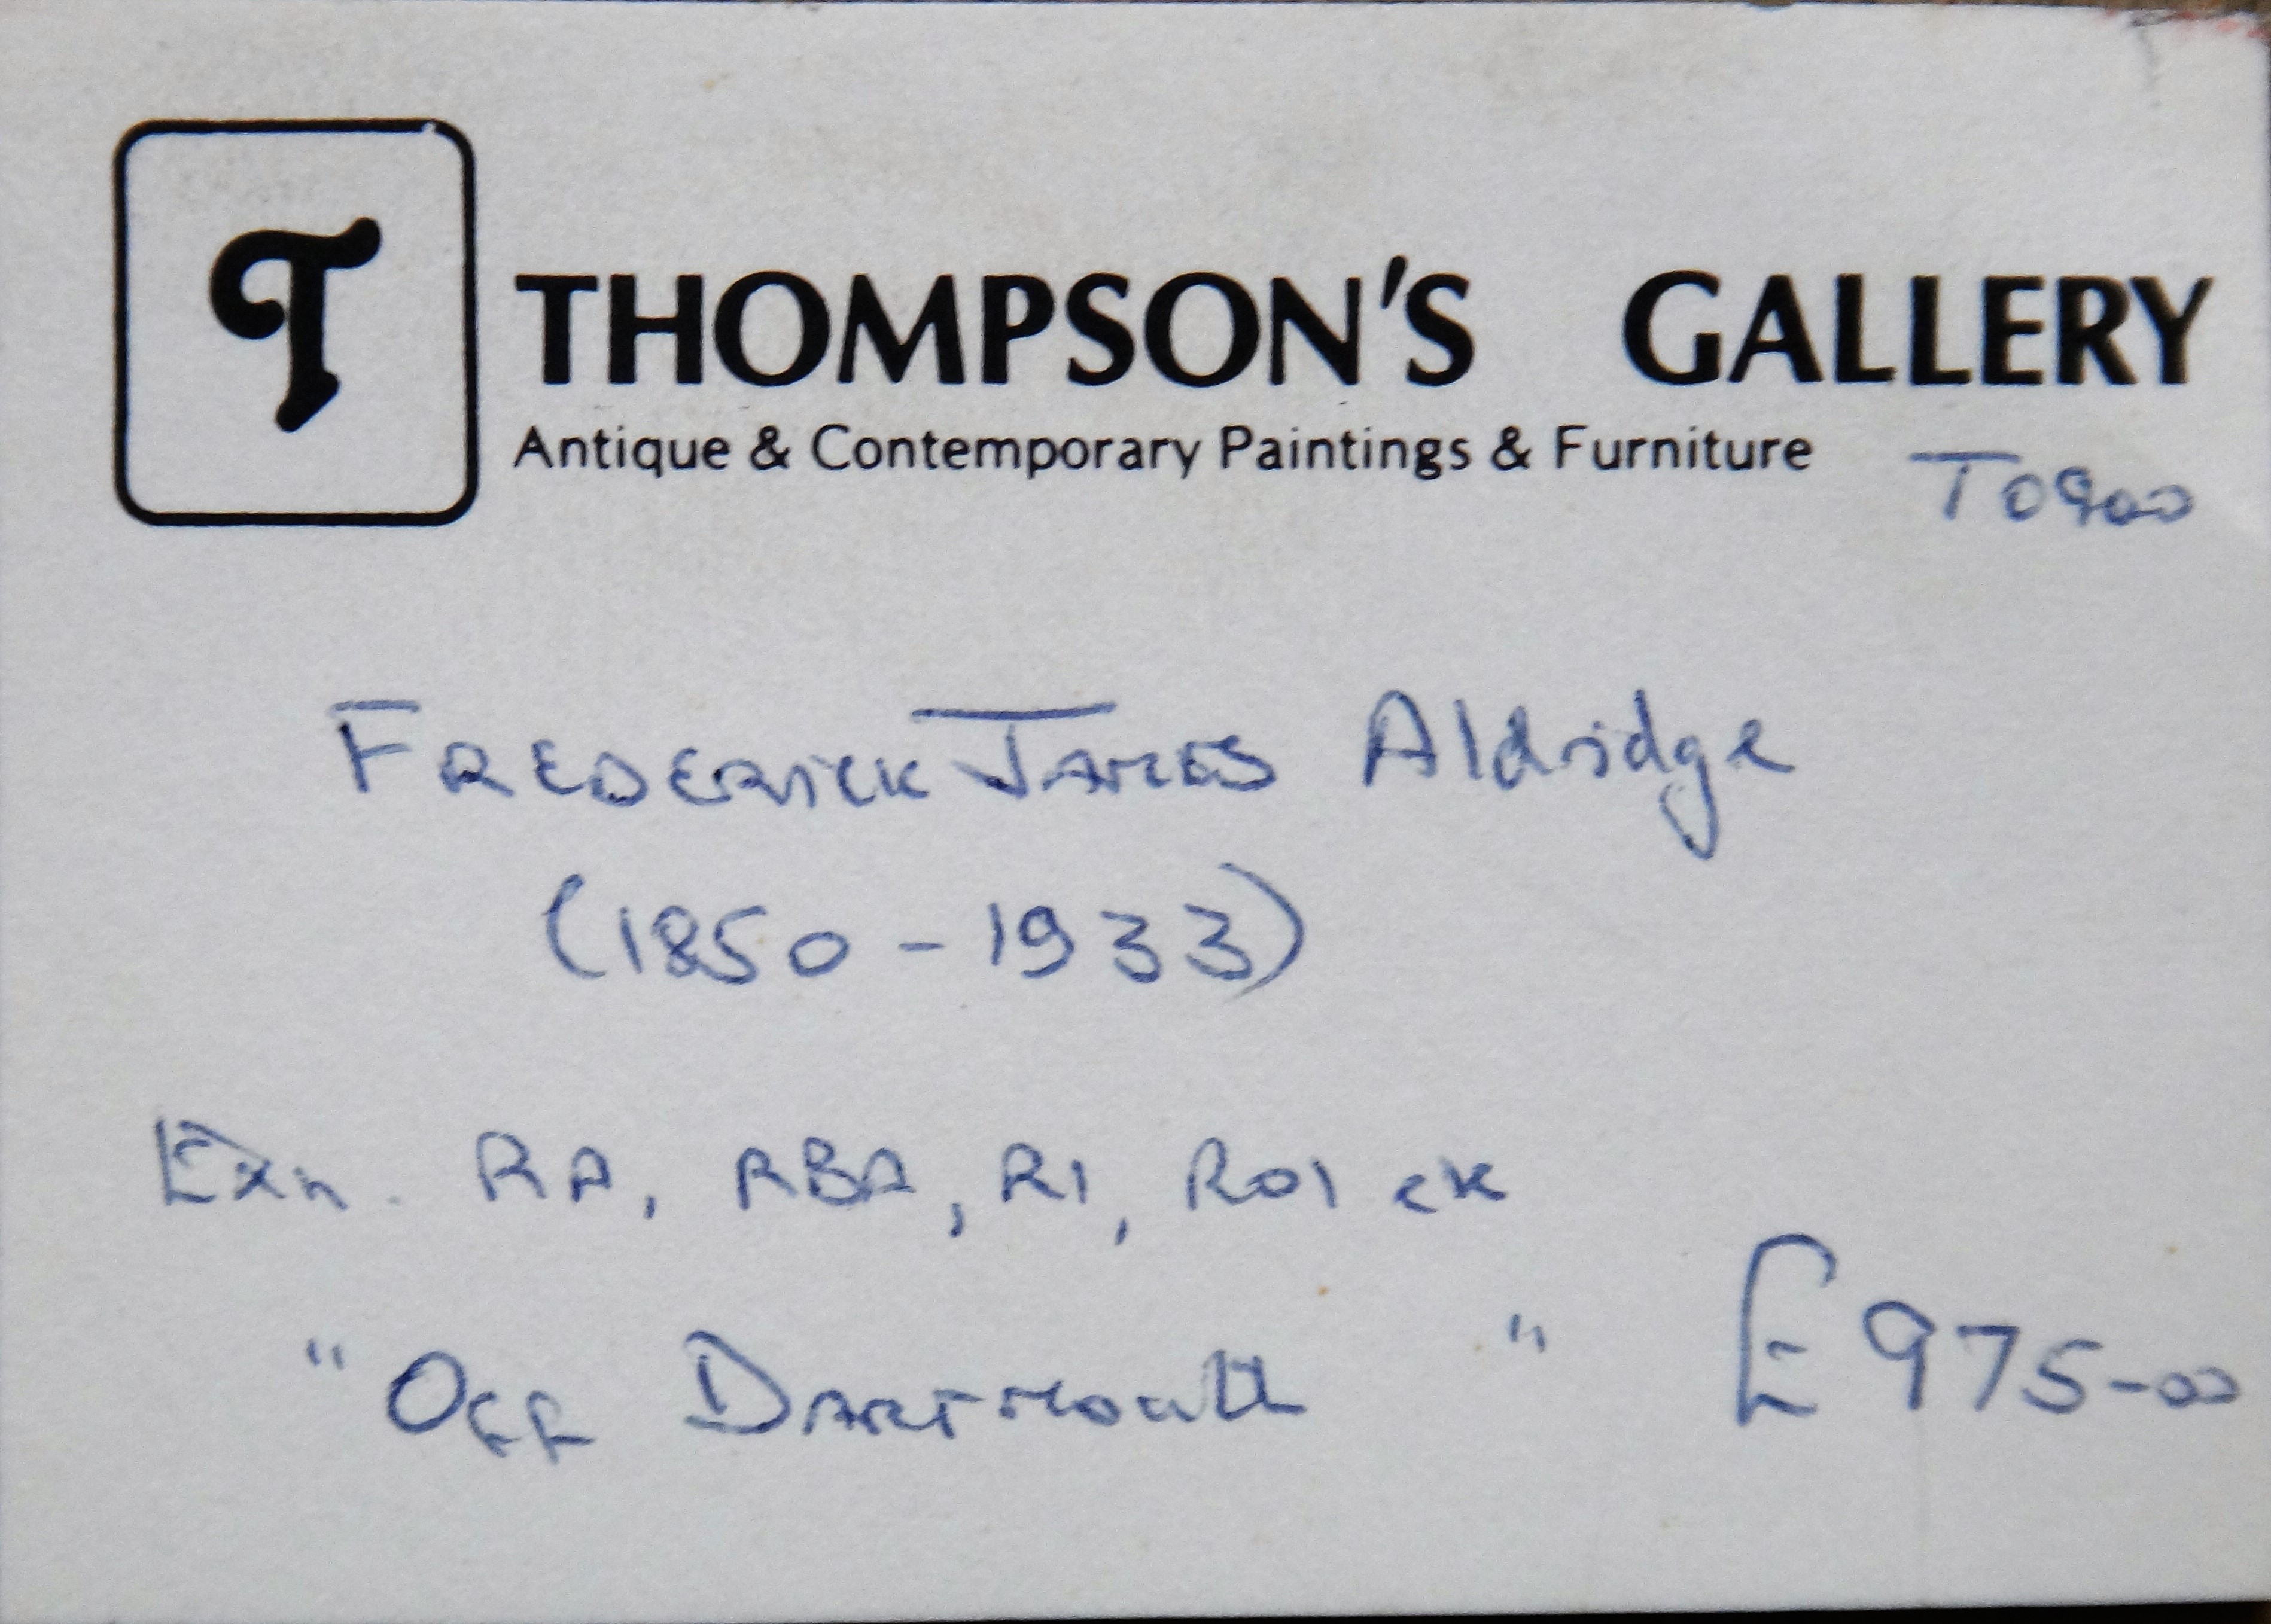 T
THOMPSON'S GALLERY
Antique & Contemporary Paintings & Furniture
T0900
FREDERICK JAMES Aldridge
(1850 - 1933)
Exh. RA, RBA, RI, ROI etc
"OFF DARTMOUTH" £975-00